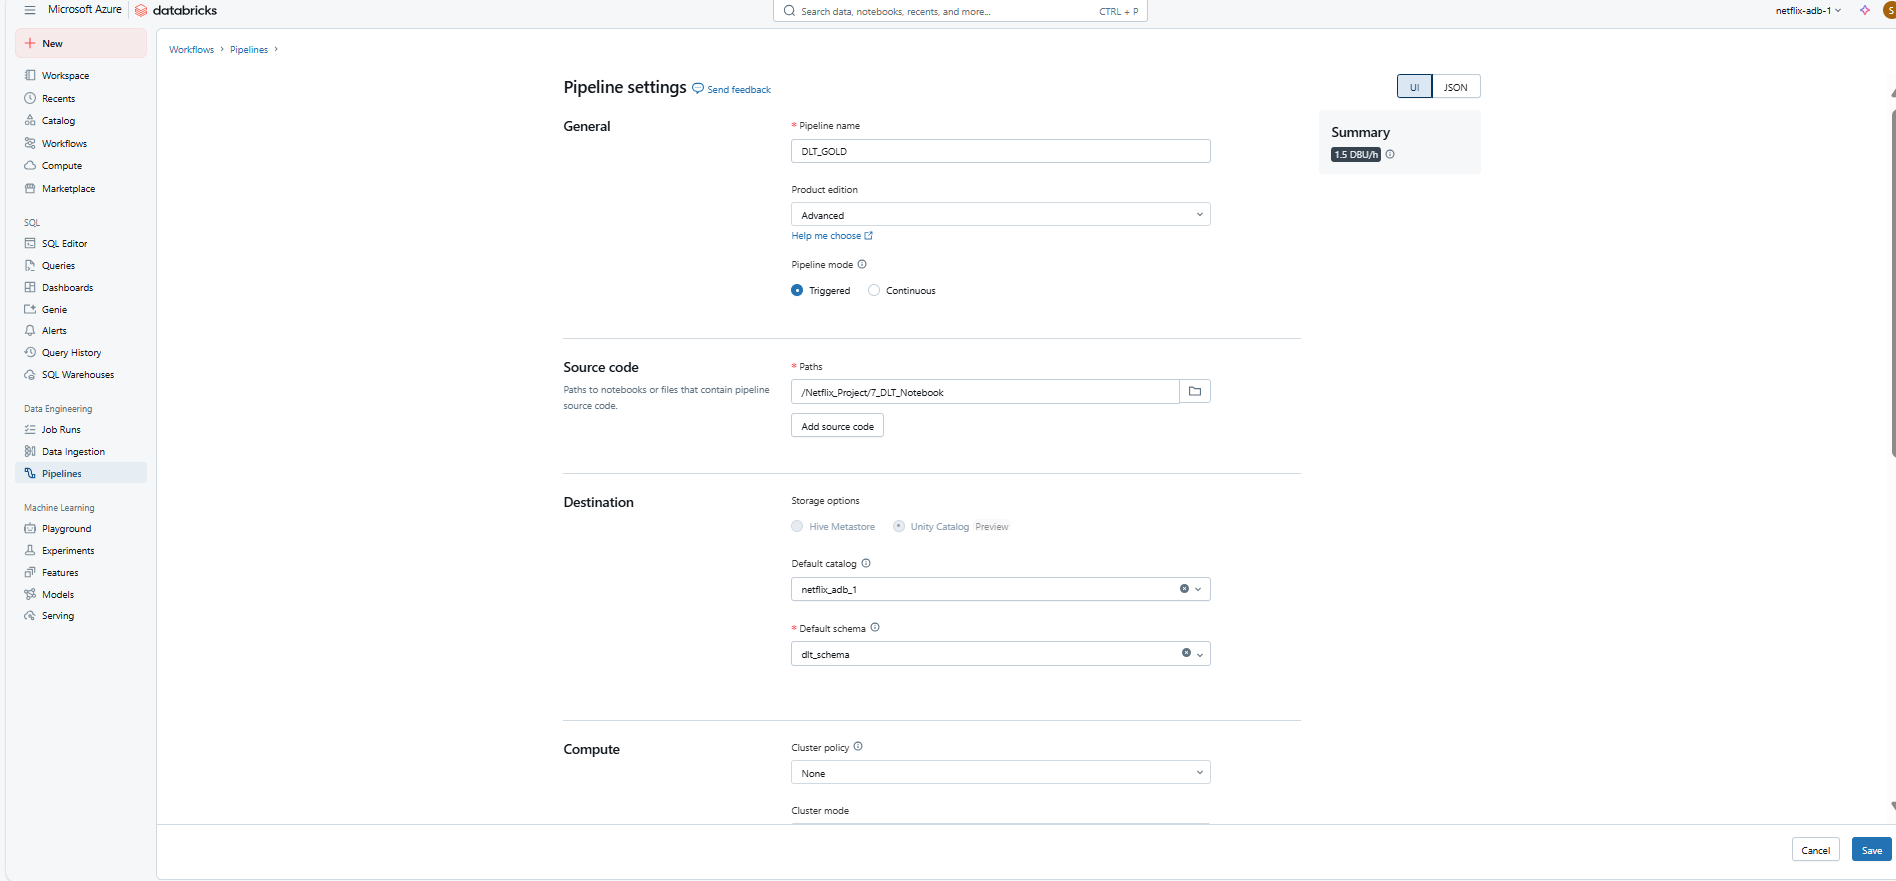 Microsoft Azure databricks
Search data, notebooks, recents, and more... CTRL + P
netflix-adb-1
S
New
Workspace
Recents
Catalog
Workflows
Compute
Marketplace
SQL
SQL Editor
Queries
Dashboards
Genie
Alerts
Query History
SQL Warehouses
Data Engineering
Job Runs
Data Ingestion
Pipelines
Machine Learning
Playground
Experiments
Features
Models
Serving
Workflows › Pipelines ›
Pipeline settings Send feedback
UI JSON
Summary
1.5 DBU/h
General
* Pipeline name
DLT_GOLD
Product edition
Advanced
Help me choose
Pipeline mode
Triggered Continuous
Source code
Paths to notebooks or files that contain pipeline
source code.
* Paths
/Netflix_Project/7_DLT_Notebook
Add source code
Destination
Storage options
Hive Metastore Unity Catalog Preview
Default catalog
netflix_adb_1
* Default schema
dlt_schema
Compute
Cluster policy
None
Cluster mode
Cancel Save